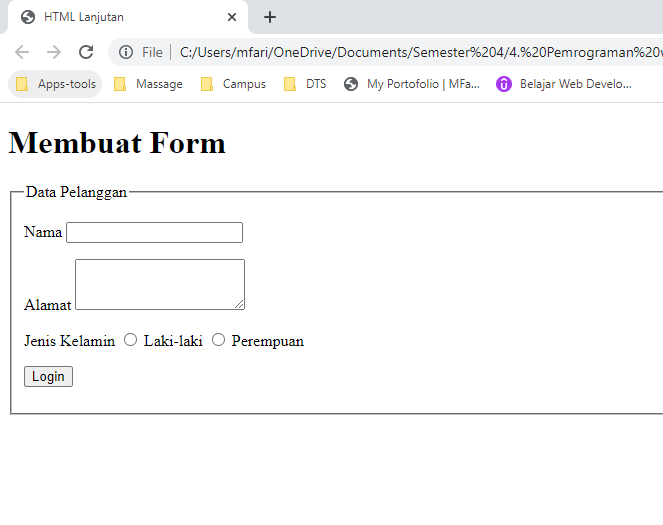 HTML Lanjutan
File | C:/Users/mfari/OneDrive/Documents/Semester%204/4.%20Pemrograman%20
Apps-tools Massage Campus DTS My Portofolio | MFa... Belajar Web Develo...
Membuat Form
Data Pelanggan
Nama
Alamat
Jenis Kelamin Laki-laki Perempuan
Login